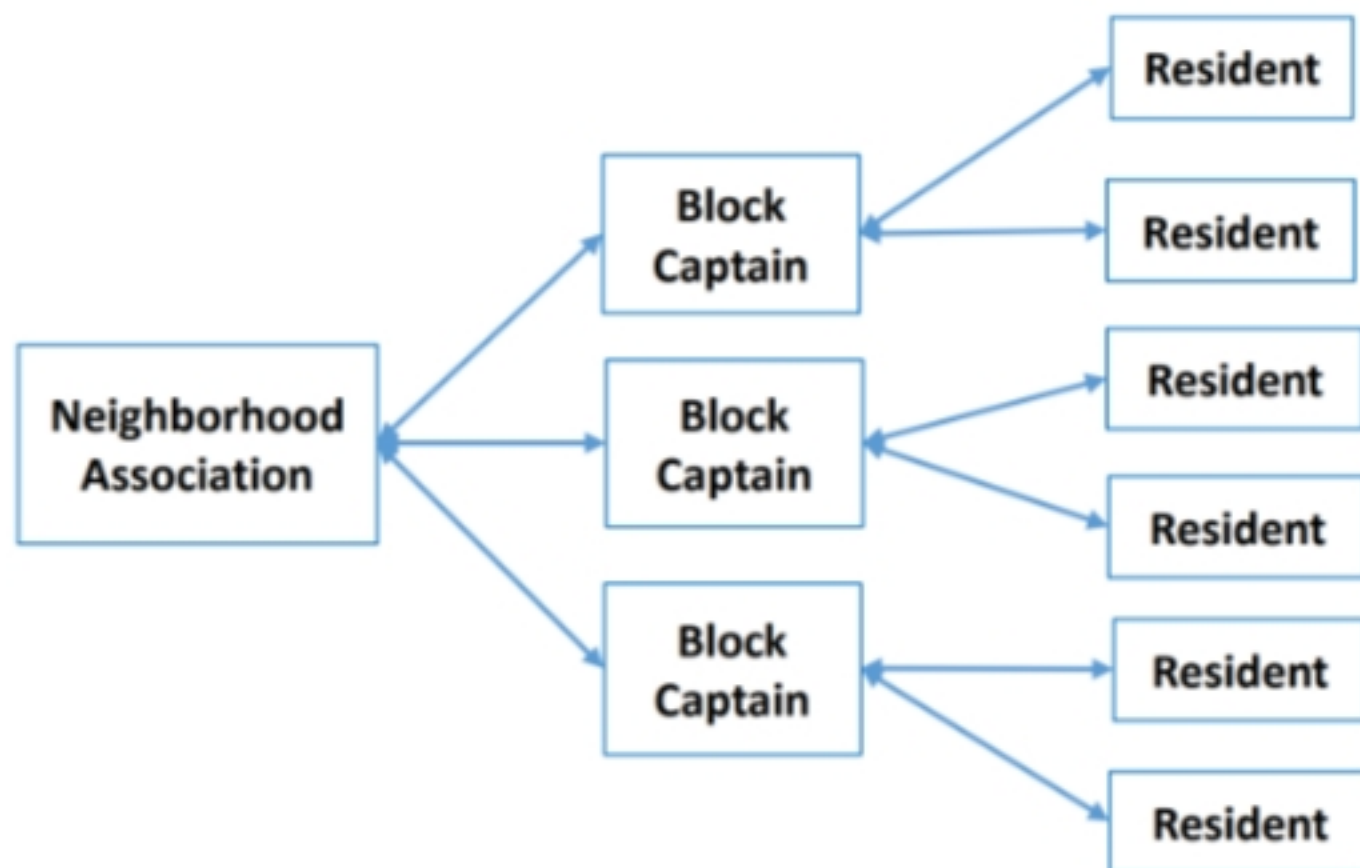 Neighborhood
Association
Block
Captain
Block
Captain
Block
Captain
Resident
Resident
Resident
Resident
Resident
Resident